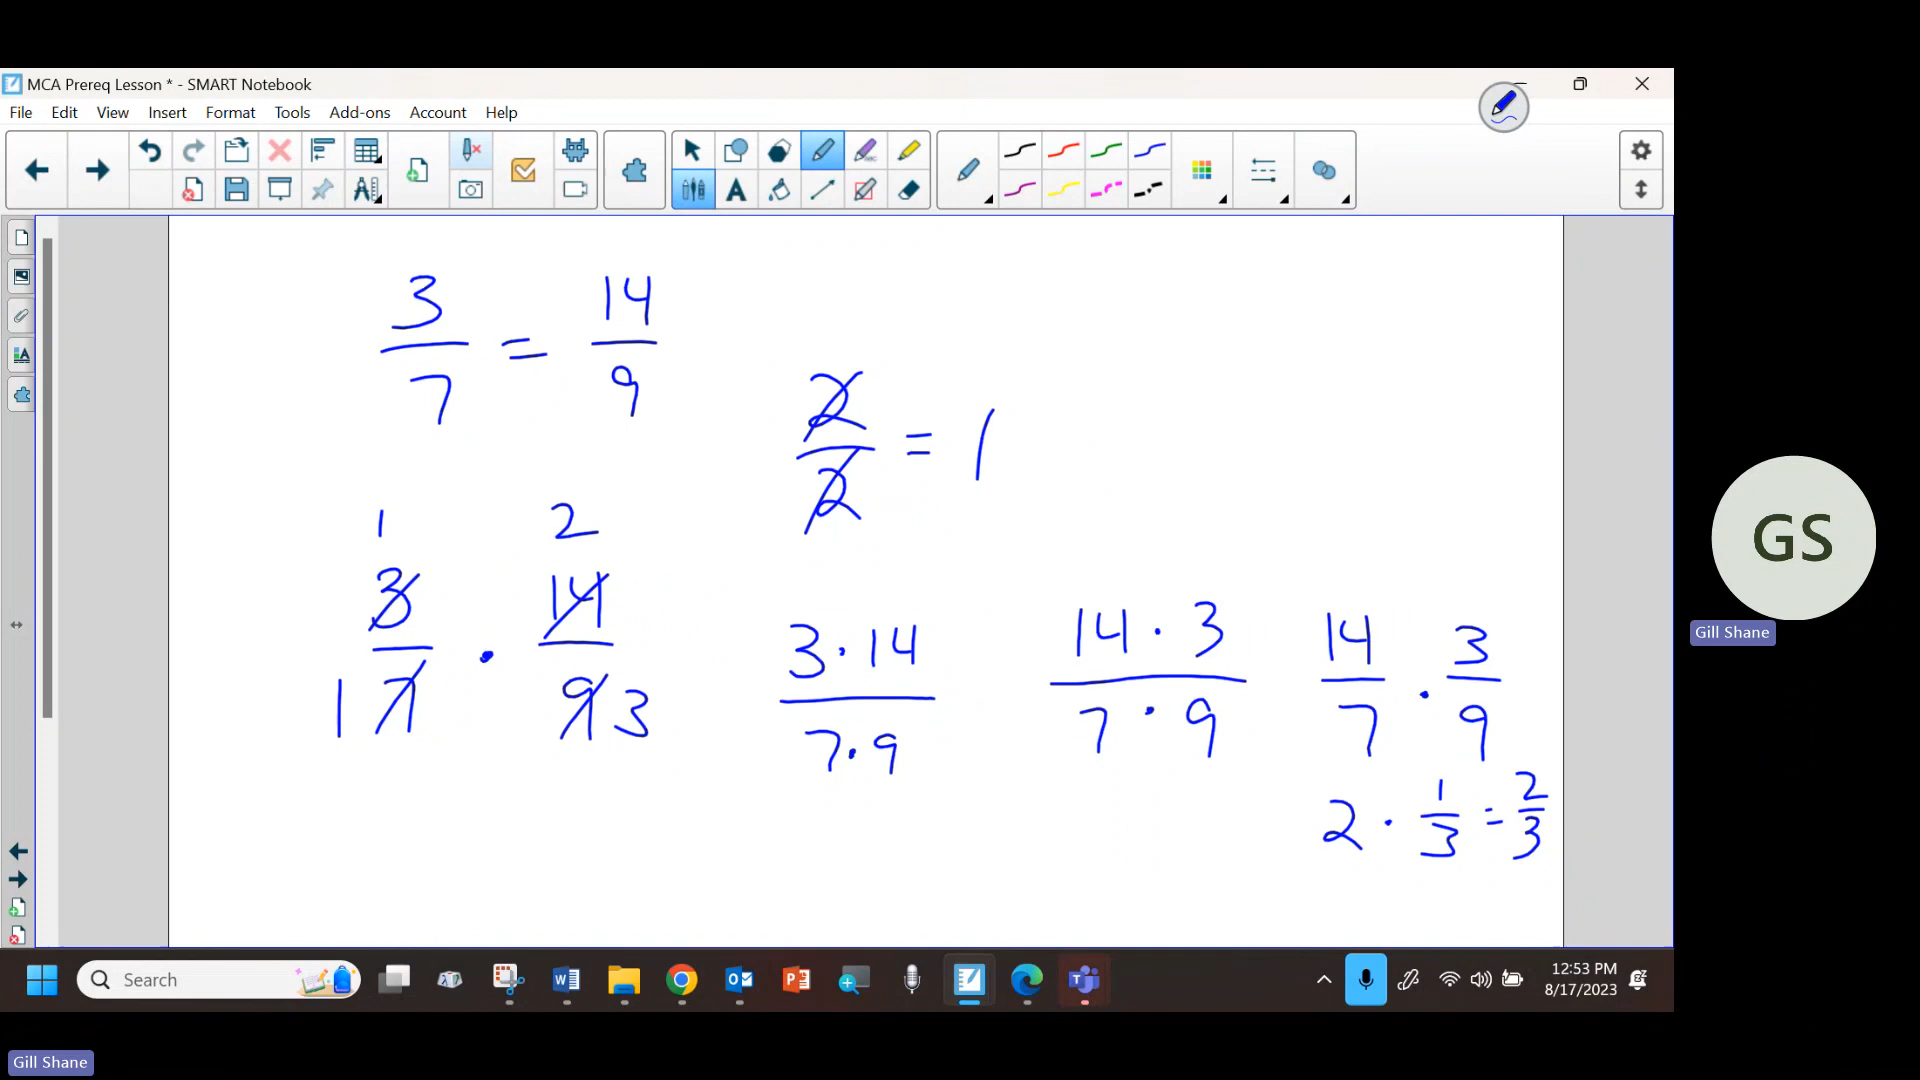 MCA Prereq Lesson * - SMART Notebook
File Edit View Insert Format Tools Add-ons Account Help
3/7 = 14/9
2/2 = 1
1 2
3/7 · 14/9
1 3
3·14/7·9
14·3/7·9
14/7 · 3/9
2 · 1/3 = 2/3
GS
Gill Shane
Search
12:53 PM
8/17/2023
Gill Shane